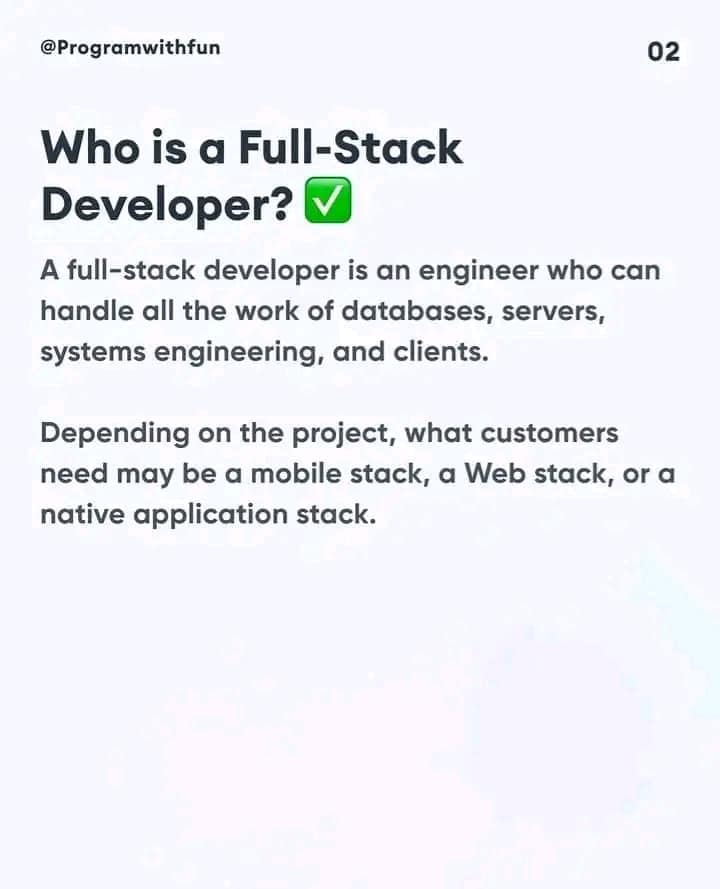 @Programwithfun
02
Who is a Full-Stack
Developer? ✅
A full-stack developer is an engineer who can
handle all the work of databases, servers,
systems engineering, and clients.
Depending on the project, what customers
need may be a mobile stack, a Web stack, or a
native application stack.